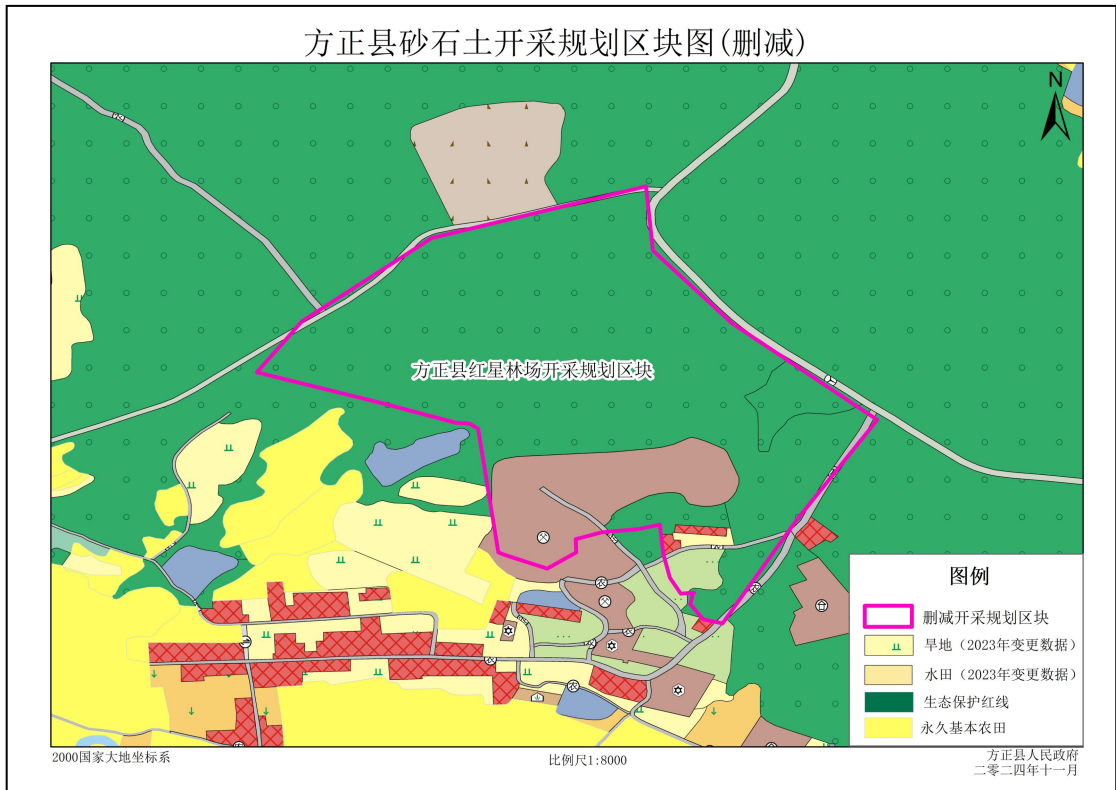 方正县砂石土开采规划区块图(删减)
N
方正县红星林场开采规划区块
图例
删减开采规划区块
旱地（2023年变更数据）
水田（2023年变更数据）
生态保护红线
永久基本农田
2000国家大地坐标系
比例尺1:8000
方正县人民政府
二零二四年十一月